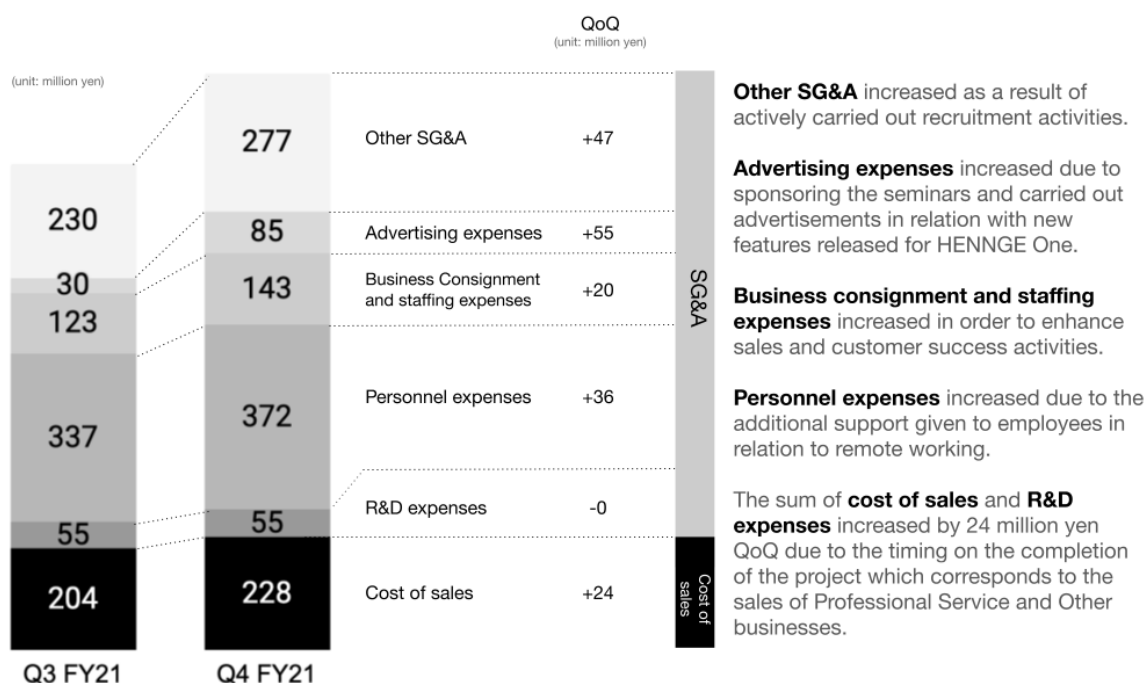 QoQ
(unit: million yen)
(unit: million yen)
230
30
123
337
55
204
Q3 FY21
277
85
143
372
55
228
Q4 FY21
Other SG&A +47
Advertising expenses +55
Business Consignment
and staffing expenses +20
Personnel expenses +36
R&D expenses -0
Cost of sales +24
SG&A
Cost of
sales
Other SG&A increased as a result of
actively carried out recruitment activities.
Advertising expenses increased due to
sponsoring the seminars and carried out
advertisements in relation with new
features released for HENNGE One.
Business consignment and staffing
expenses increased in order to enhance
sales and customer success activities.
Personnel expenses increased due to the
additional support given to employees in
relation to remote working.
The sum of cost of sales and R&D
expenses increased by 24 million yen
QoQ due to the timing on the completion
of the project which corresponds to the
sales of Professional Service and Other
businesses.